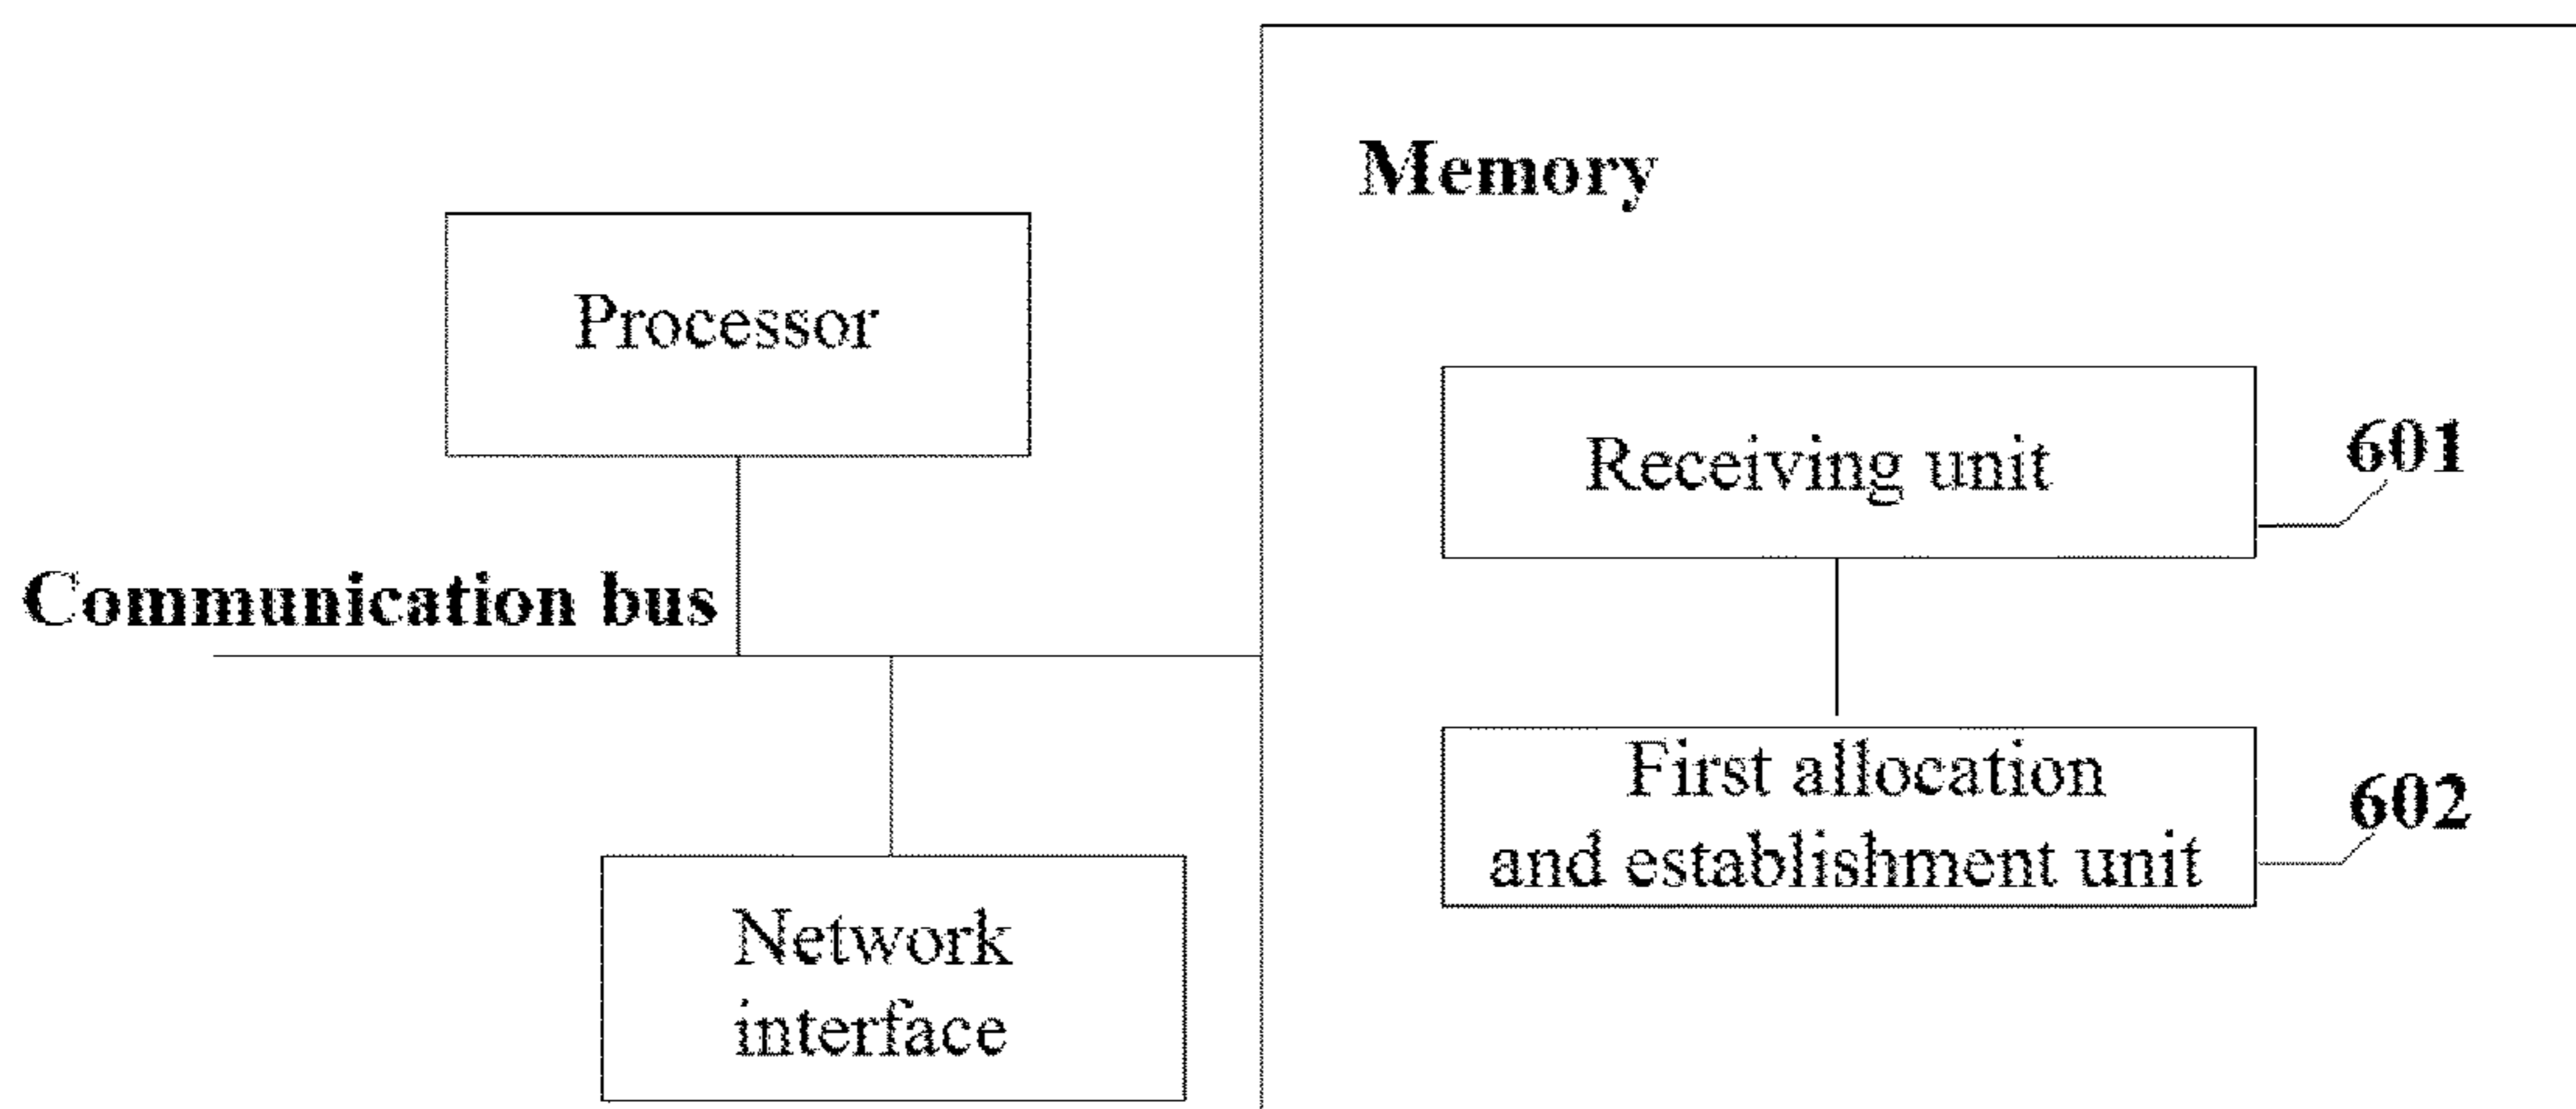 Memory
Processor
Receiving unit
601
Communication bus
First allocation
and establishment unit
602
Network
interface